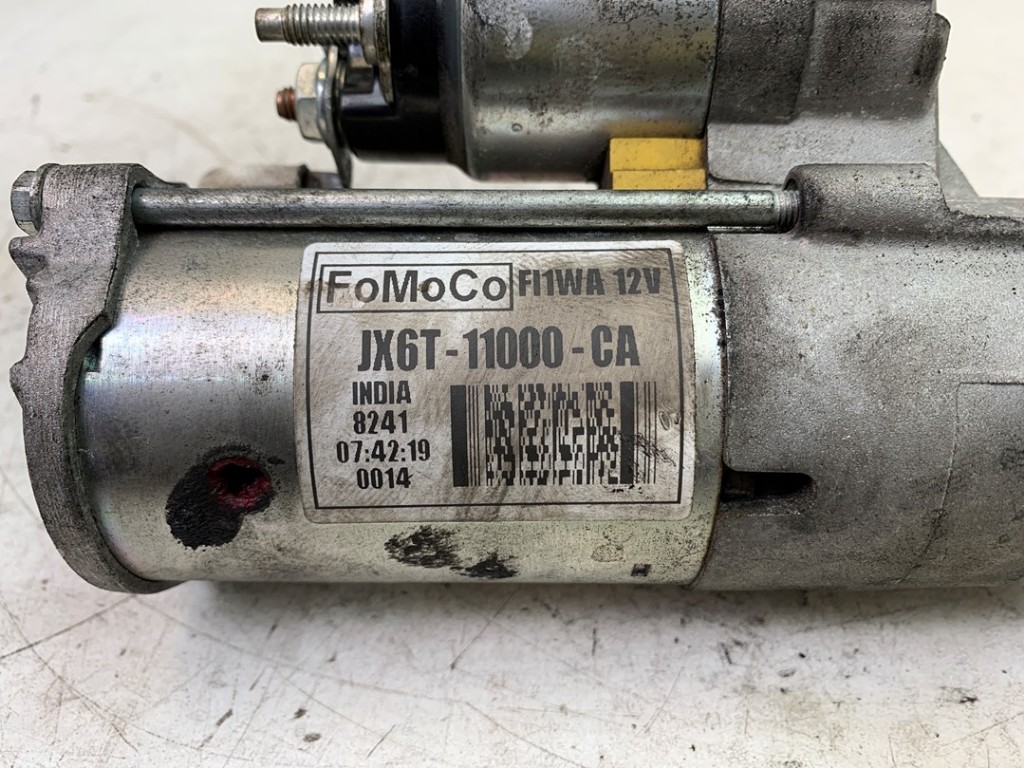 FoMoCo FI1WA 12V
JX6T-11000-CA
INDIA
8241
07:42:19
0014